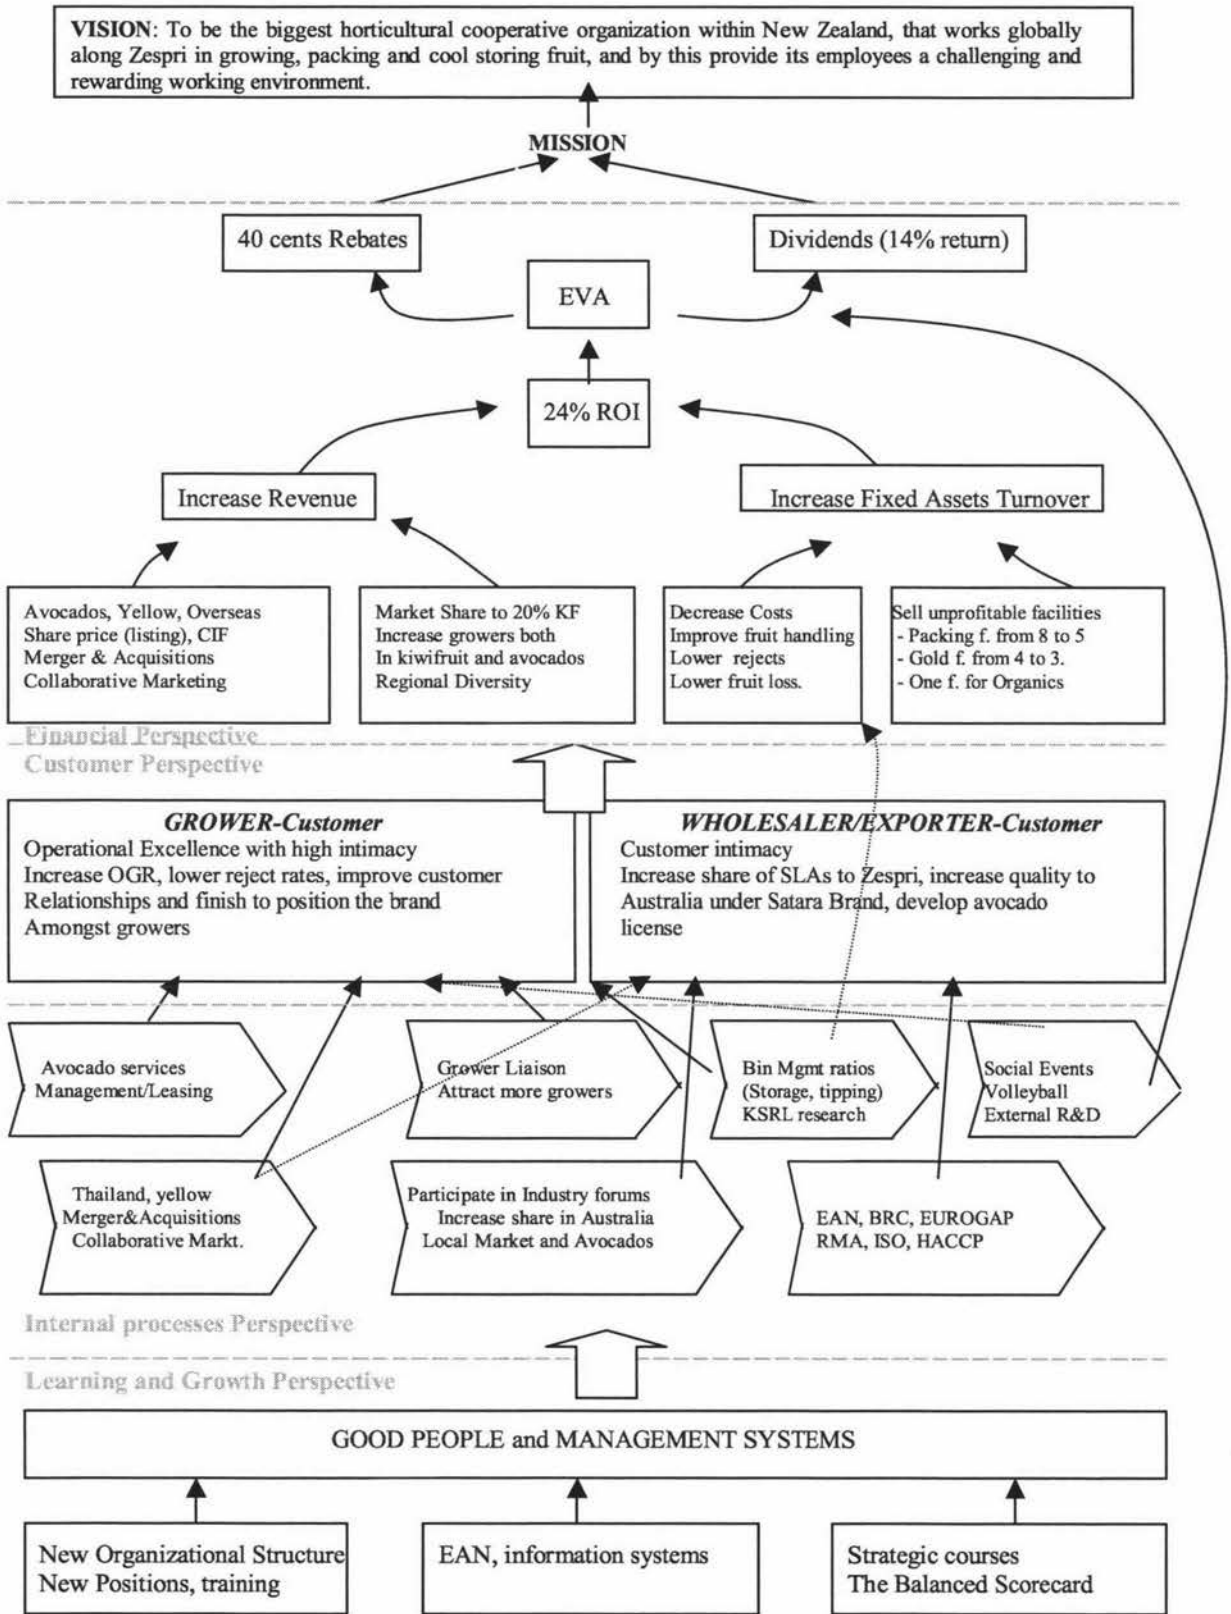 VISION: To be the biggest horticultural cooperative organization within New Zealand, that works globally
along Zespri in growing, packing and cool storing fruit, and by this provide its employees a challenging and
rewarding working environment.
MISSION
40 cents Rebates
Dividends (14% return)
EVA
24% ROI
Increase Revenue
Increase Fixed Assets Turnover
Avocados, Yellow, Overseas
Share price (listing), CIF
Merger & Acquisitions
Collaborative Marketing
Market Share to 20% KF
Increase growers both
In kiwifruit and avocados
Regional Diversity
Decrease Costs
Improve fruit handling
Lower rejects
Lower fruit loss.
Sell unprofitable facilities
- Packing f. from 8 to 5
- Gold f. from 4 to 3.
- One f. for Organics
Financial Perspective
Customer Perspective
GROWER-Customer
Operational Excellence with high intimacy
Increase OGR, lower reject rates, improve customer
Relationships and finish to position the brand
Amongst growers
WHOLESALER/EXPORTER-Customer
Customer intimacy
Increase share of SLAs to Zespri, increase quality to
Australia under Satara Brand, develop avocado
license
Avocado services
Management/Leasing
Grower Liaison
Attract more growers
Bin Mgmt ratios
(Storage, tipping)
KSRL research
Social Events
Volleyball
External R&D
Thailand, yellow
Merger&Acquisitions
Collaborative Markt.
Participate in Industry forums
Increase share in Australia
Local Market and Avocados
EAN, BRC, EUROGAP
RMA, ISO, HACCP
Internal processes Perspective
Learning and Growth Perspective
GOOD PEOPLE and MANAGEMENT SYSTEMS
New Organizational Structure
New Positions, training
EAN, information systems
Strategic courses
The Balanced Scorecard